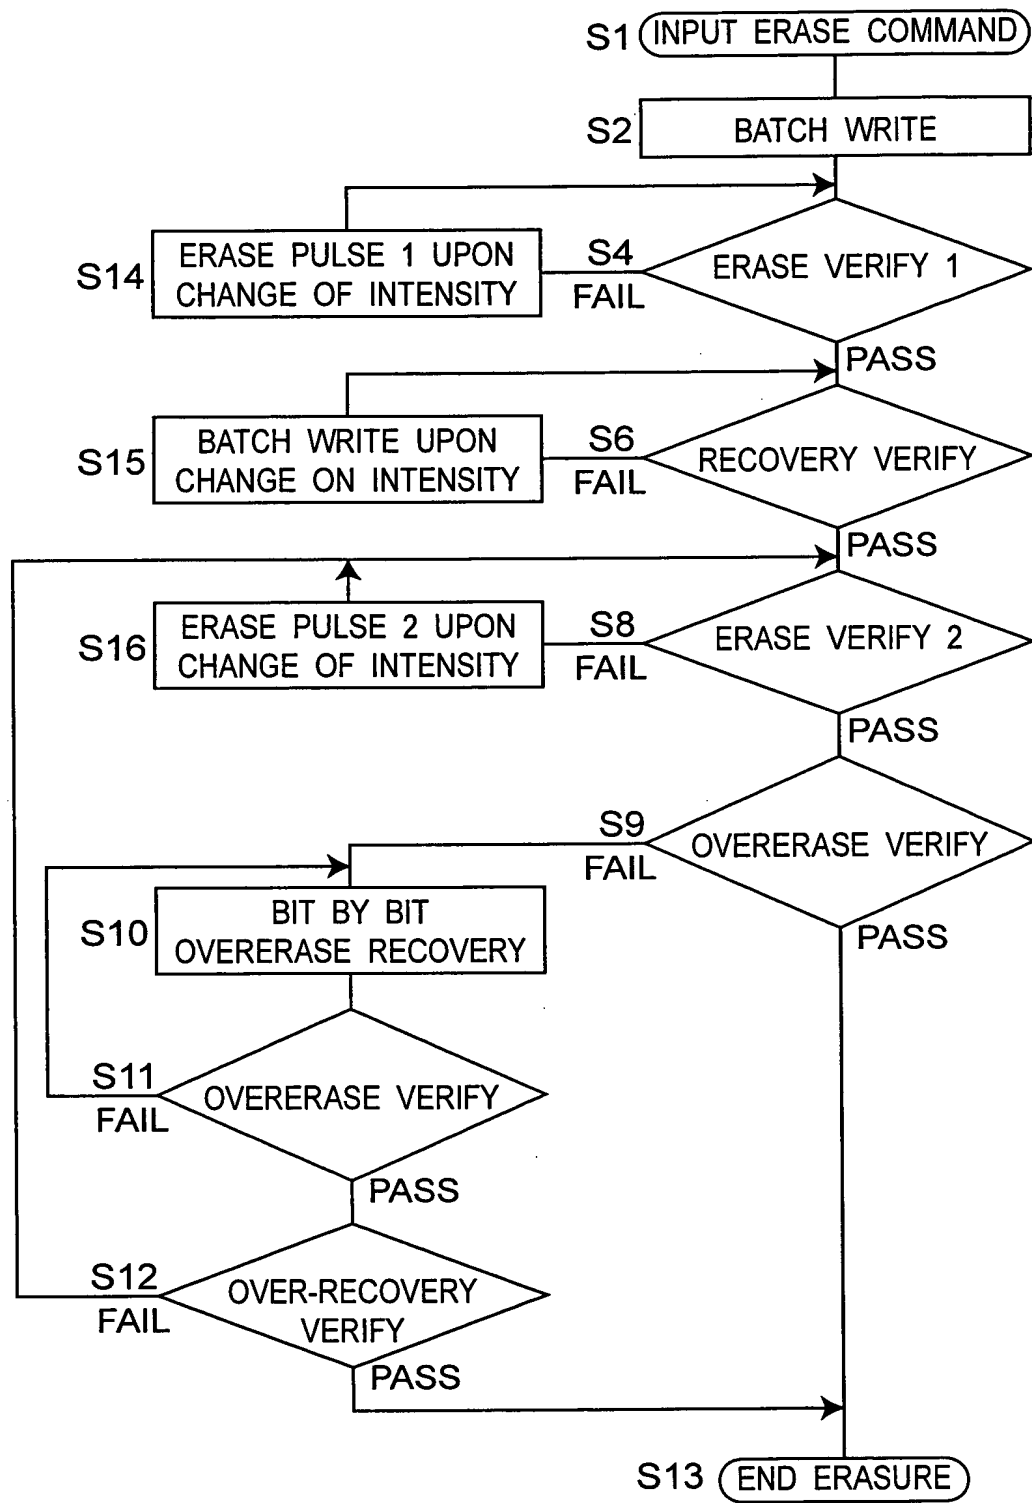 S1 INPUT ERASE COMMAND
S2 BATCH WRITE
S14 ERASE PULSE 1 UPON
CHANGE OF INTENSITY
S4
FAIL
ERASE VERIFY 1
PASS
S15 BATCH WRITE UPON
CHANGE ON INTENSITY
S6
FAIL
RECOVERY VERIFY
PASS
S16 ERASE PULSE 2 UPON
CHANGE OF INTENSITY
S8
FAIL
ERASE VERIFY 2
PASS
S9
FAIL
OVERERASE VERIFY
PASS
S10 BIT BY BIT
OVERERASE RECOVERY
S11
FAIL
OVERERASE VERIFY
PASS
S12
FAIL
OVER-RECOVERY
VERIFY
PASS
S13 END ERASURE